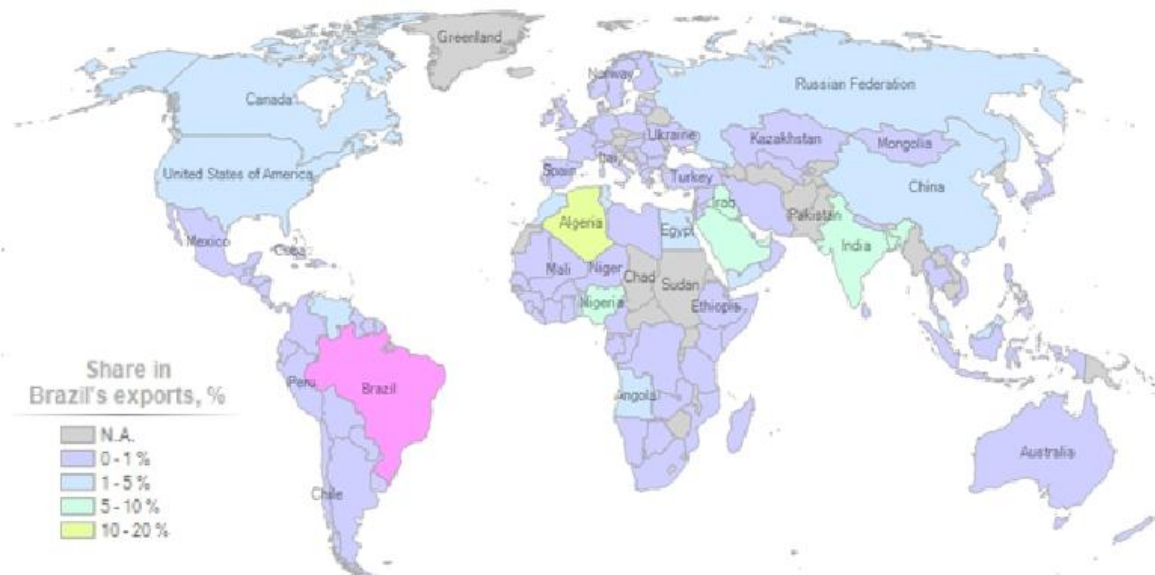 Greenland
Norway
Russian Federation
Canada
Ukraine
Kazakhstan
Mongolia
Italy
Spain
Turkey
United States of America
China
Iraq
Pakistan
Algeria
Egypt
Mexico
Cuba
India
Mali
Niger
Chad
Sudan
Nigeria
Ethiopia
Peru
Brazil
Angola
Australia
Chile
Share in
Brazil's exports, %
N.A.
0 - 1 %
1 - 5 %
5 - 10 %
10 - 20 %